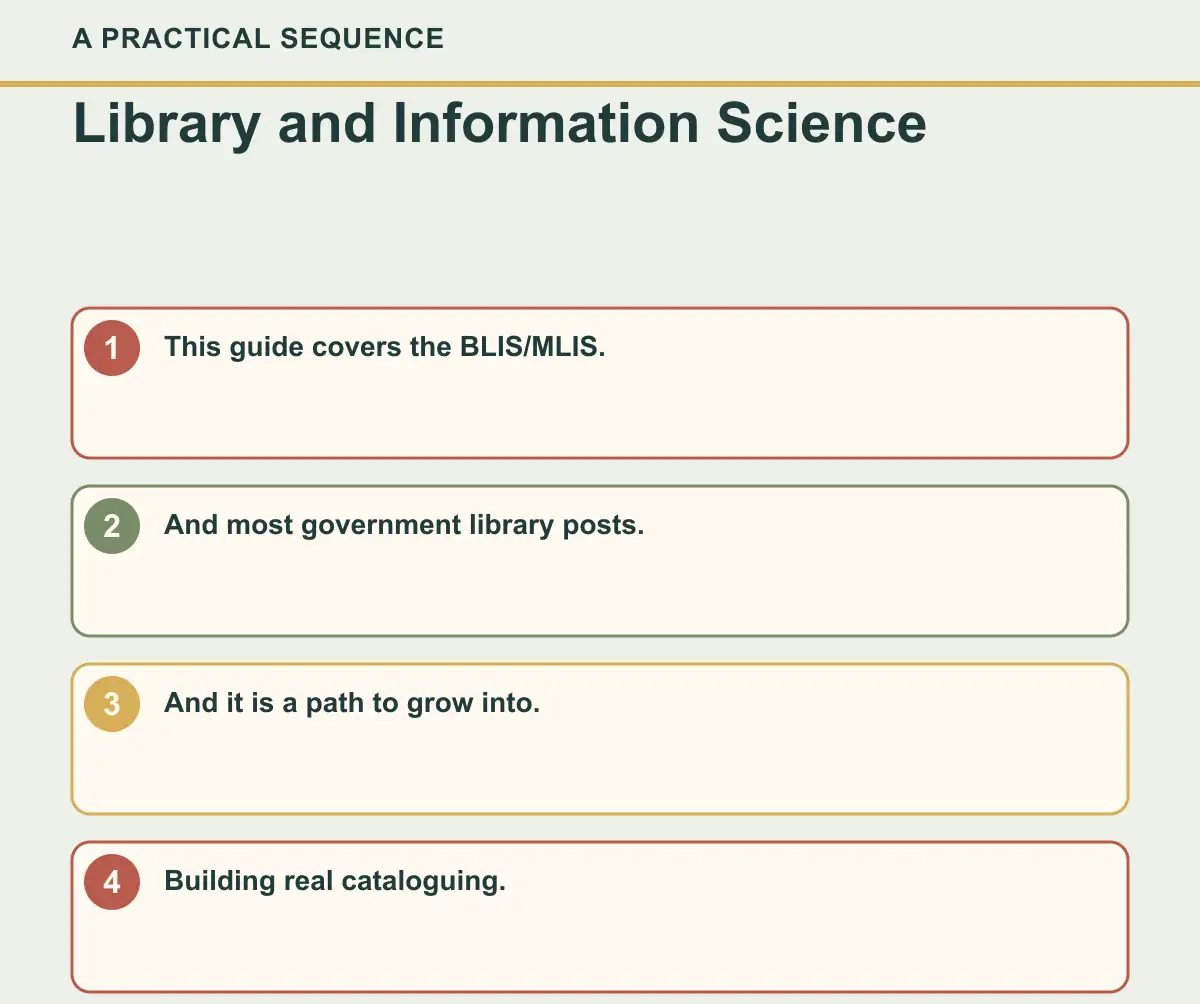 A PRACTICAL SEQUENCE
Library and Information Science
1
This guide covers the BLIS/MLIS.
2
And most government library posts.
3
And it is a path to grow into.
4
Building real cataloguing.